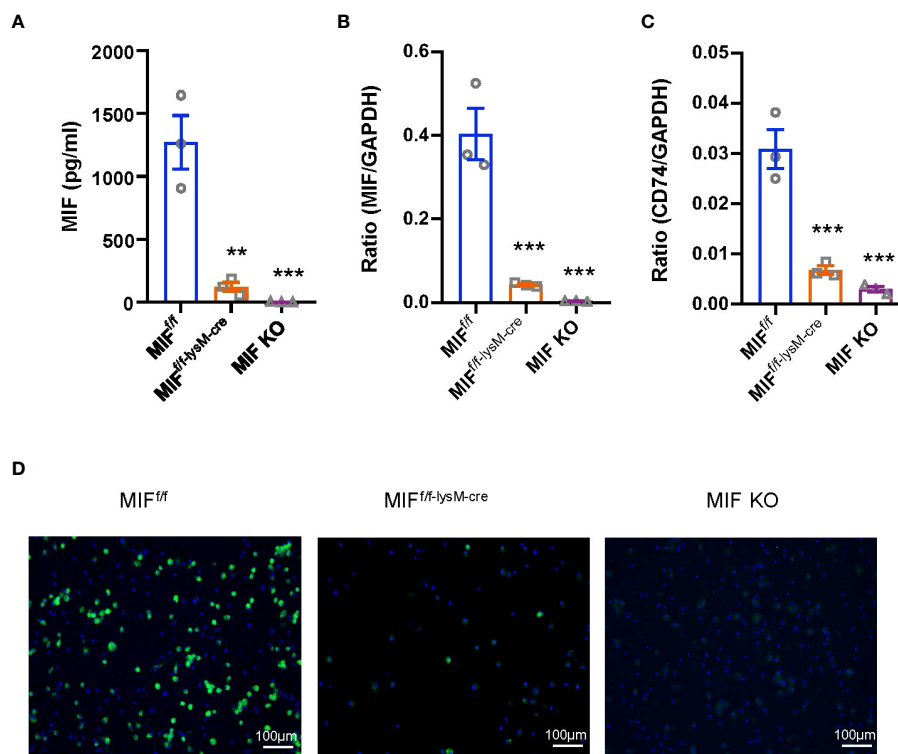 A
2000
1500
1000
500
0
MIF (pg/ml)
**
***
MIFf/f
MIFf/f-lysM-cre
MIF KO
B
0.6
0.4
0.2
0.0
Ratio (MIF/GAPDH)
***
***
MIFf/f
MIFf/f-lysM-cre
MIF KO
C
0.05
0.04
0.03
0.02
0.01
0.00
Ratio (CD74/GAPDH)
***
***
MIFf/f
MIFf/f-lysM-cre
MIF KO
D
MIFf/f
MIFf/f-lysM-cre
MIF KO
100μm
100μm
100μm